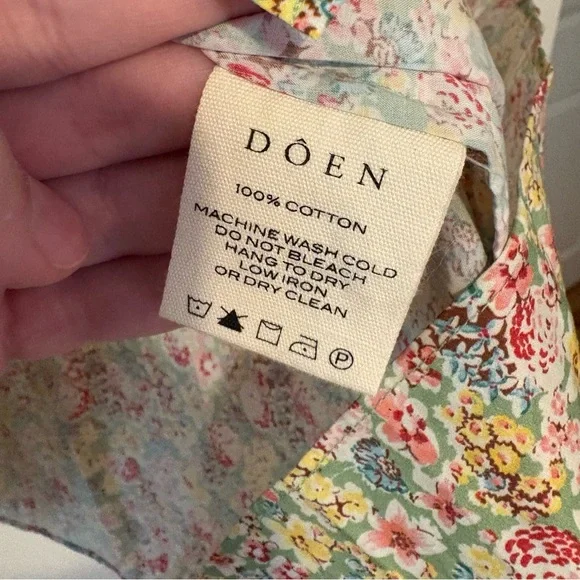 DÔEN
100% COTTON
MACHINE WASH COLD
DO NOT BLEACH
HANG TO DRY
LOW IRON
OR DRY CLEAN
P